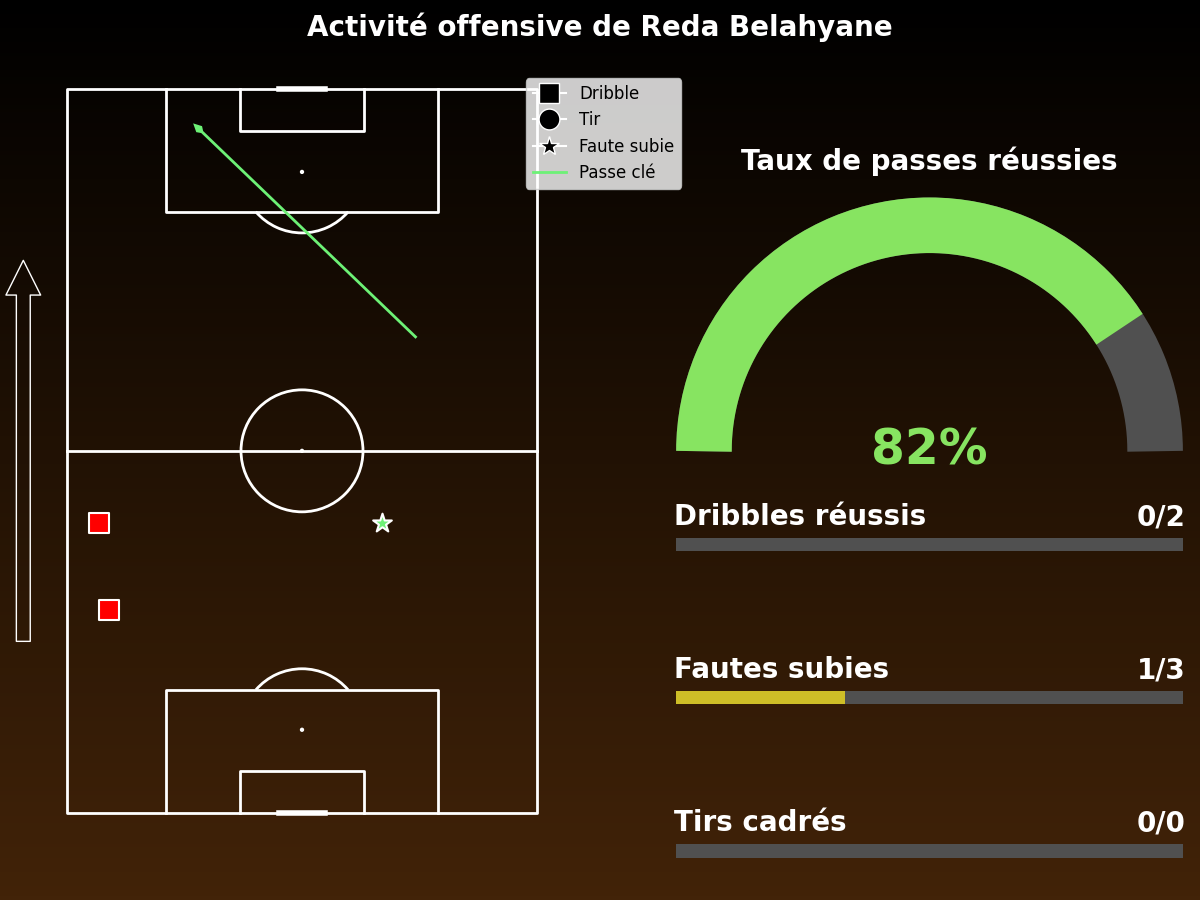 Activité offensive de Reda Belahyane
Dribble
Tir
Faute subie
Passe clé
Taux de passes réussies
82%
Dribbles réussis 0/2
Fautes subies 1/3
Tirs cadrés 0/0